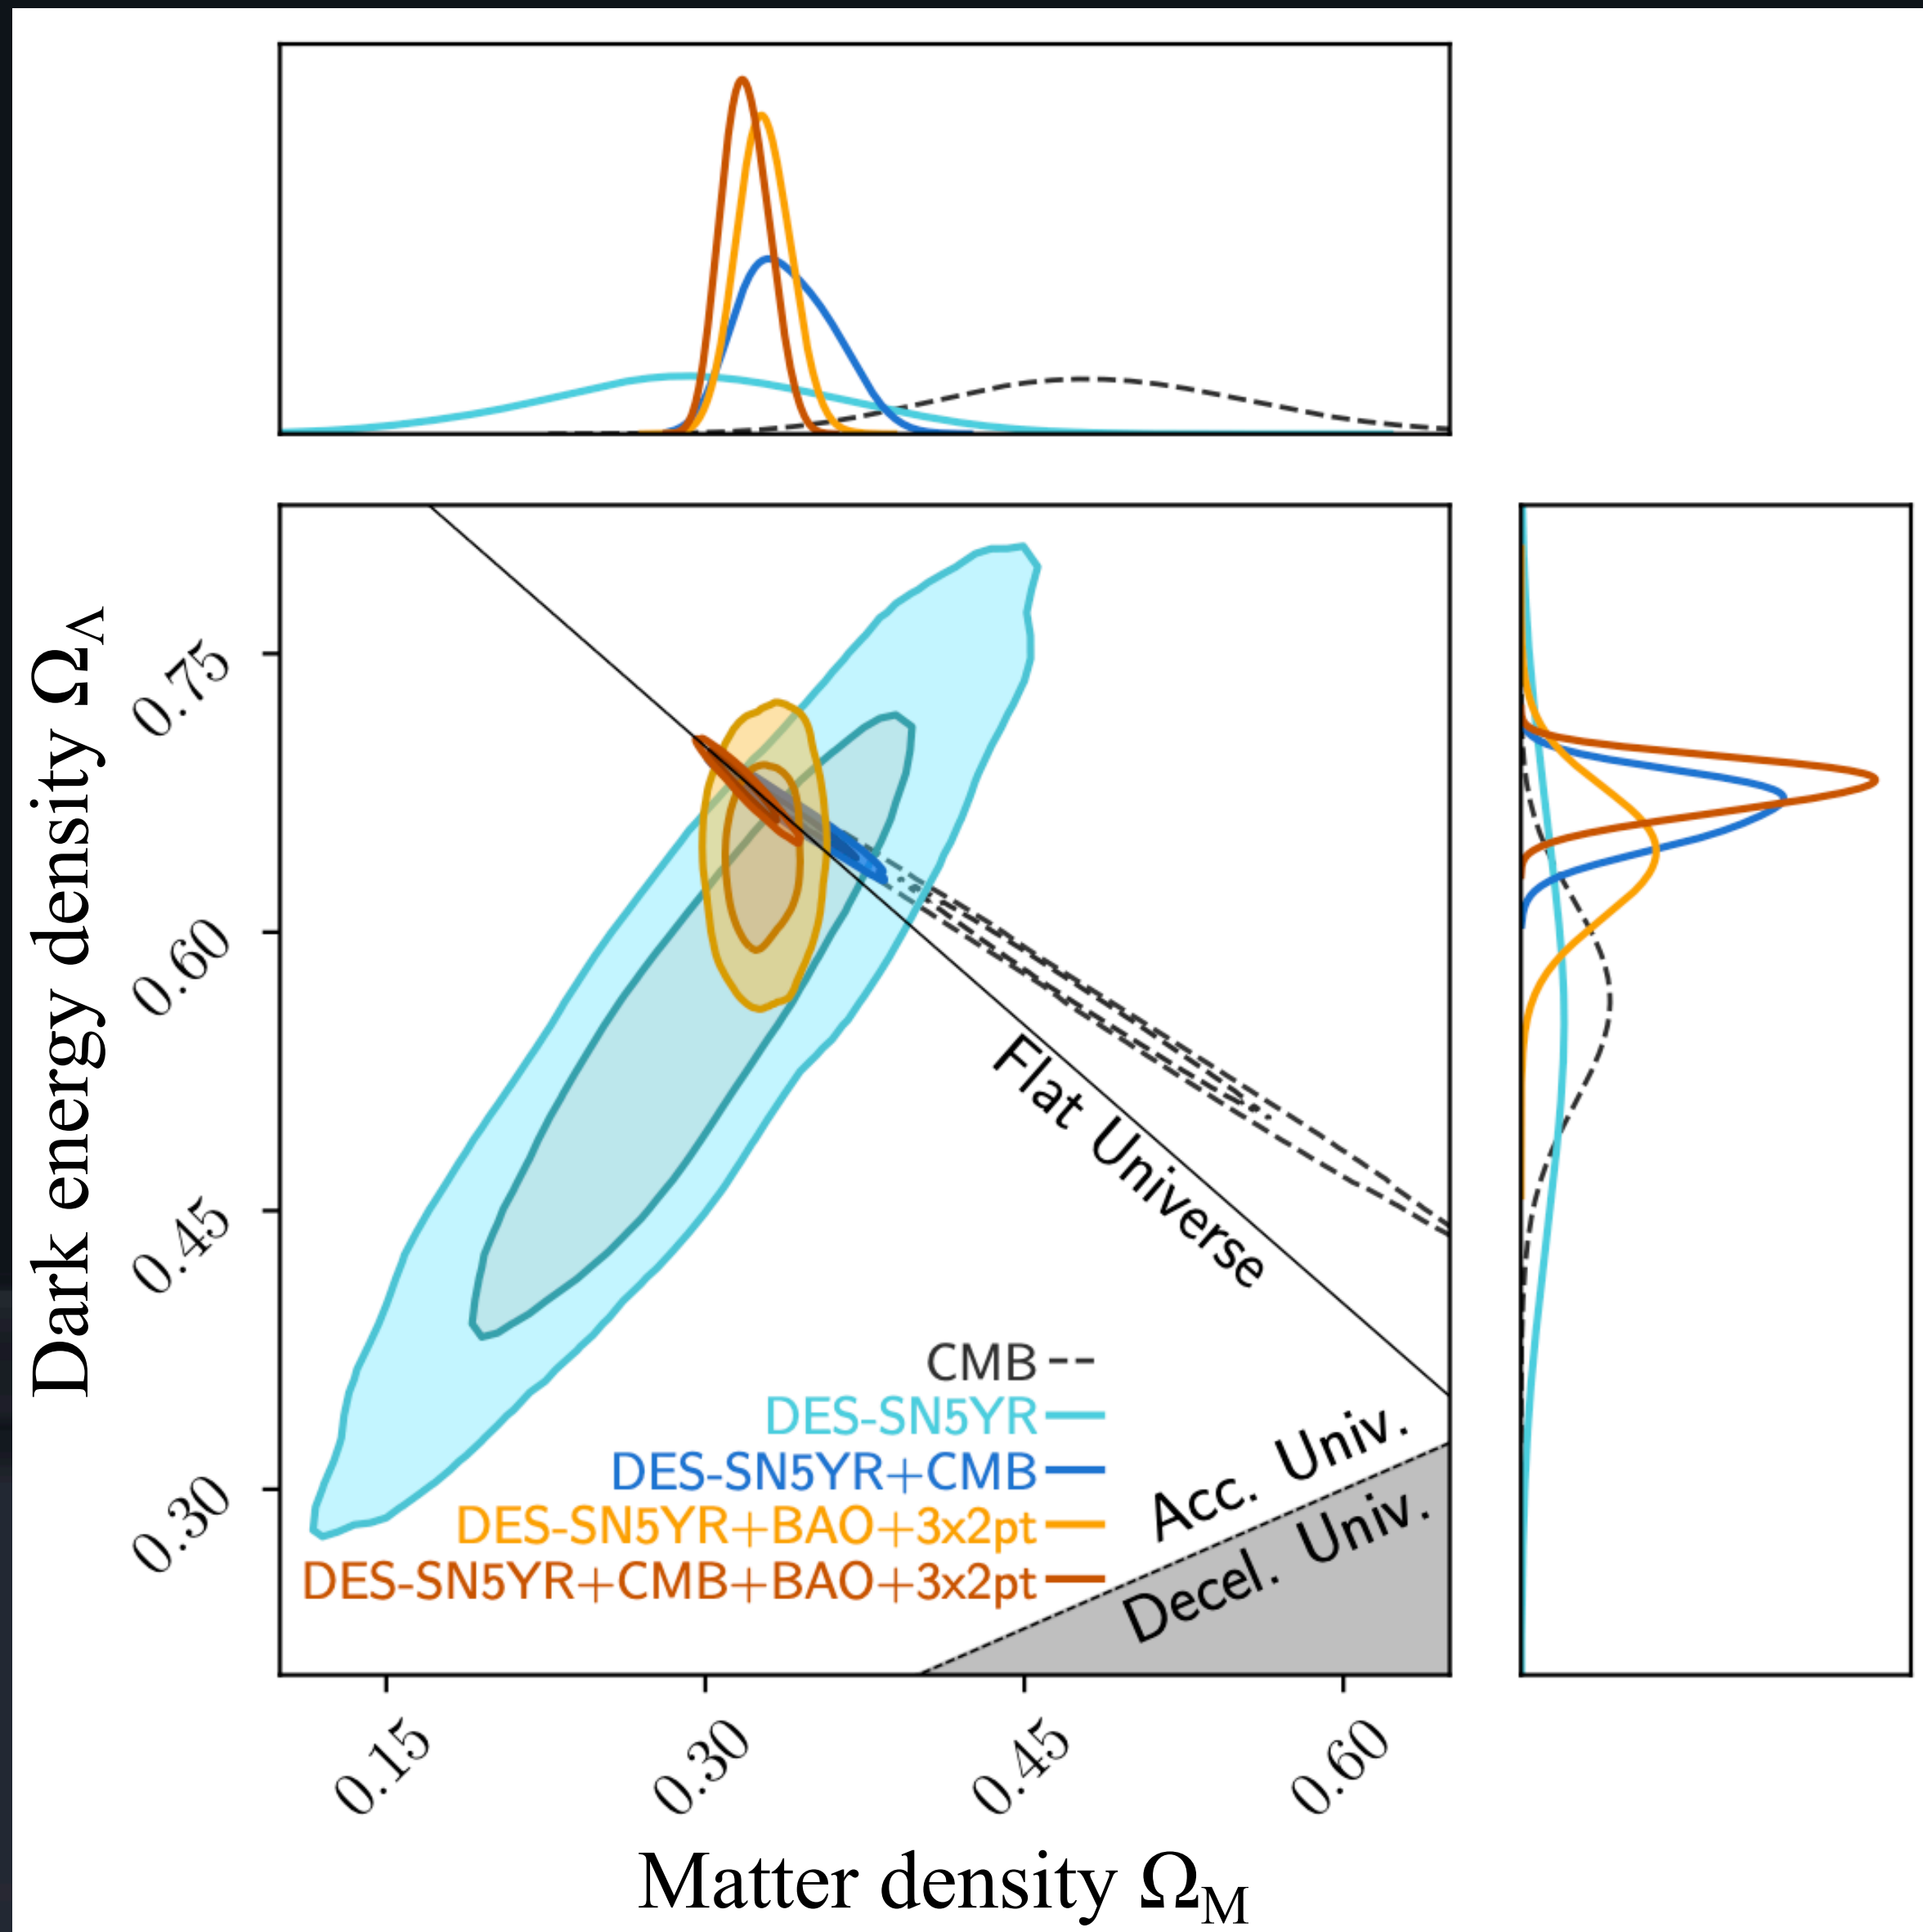 Dark energy density ΩΛ
0.75
0.60
0.45
0.30
Flat Universe
CMB
DES-SN5YR
DES-SN5YR+CMB
DES-SN5YR+BAO+3x2pt
DES-SN5YR+CMB+BAO+3x2pt
Acc. Univ.
Decel. Univ.
0.15
0.30
0.45
0.60
Matter density ΩM